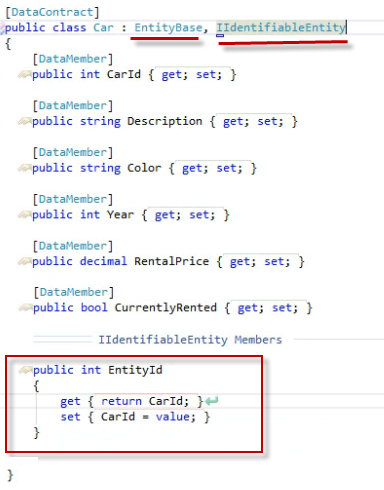 [DataContract]
public class Car : EntityBase, IIdentifiableEntity
{
[DataMember]
public int CarId { get; set; }
[DataMember]
public string Description { get; set; }
[DataMember]
public string Color { get; set; }
[DataMember]
public int Year { get; set; }
[DataMember]
public decimal RentalPrice { get; set; }
[DataMember]
public bool CurrentlyRented { get; set; }
IIdentifiableEntity Members
public int EntityId
{
get { return CarId; }
set { CarId = value; }
}
}